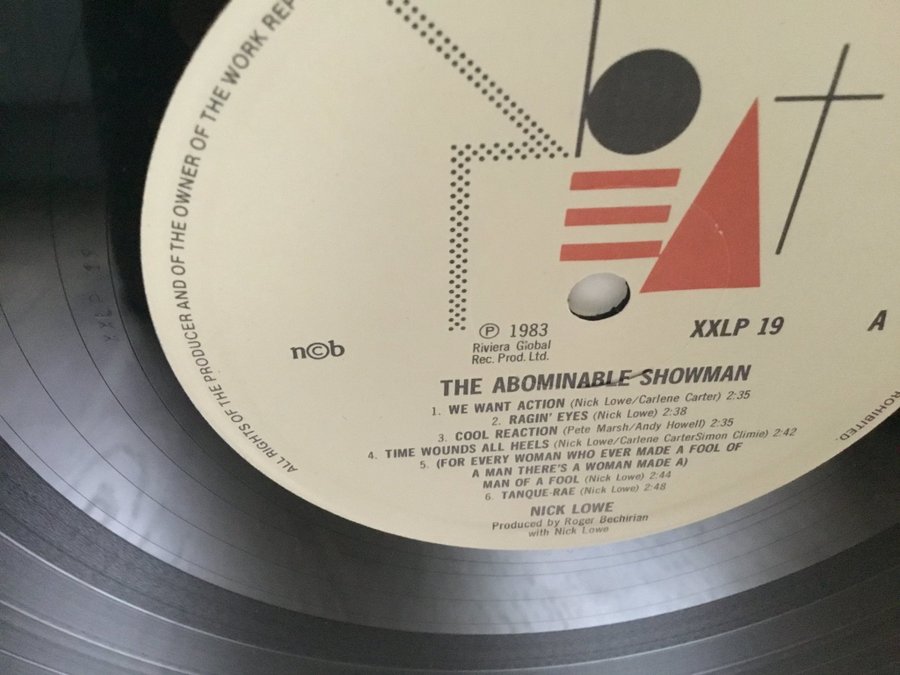 ALL RIGHTS OF THE PRODUCER AND OF THE OWNER OF THE WORK REP
n©b
Ⓟ 1983
Riviera Global
Rec. Prod. Ltd.
XXLP 19
A
THE ABOMINABLE SHOWMAN
1. WE WANT ACTION (Nick Lowe/Carlene Carter) 2:35
2. RAGIN' EYES (Nick Lowe) 2:38
3. COOL REACTION (Pete Marsh/Andy Howell) 2:35
4. TIME WOUNDS ALL HEELS (Nick Lowe/Carlene CarterSimon Climie) 2:42
5. (FOR EVERY WOMAN WHO EVER MADE A FOOL OF
A MAN THERE'S A WOMAN MADE A)
MAN OF A FOOL (Nick Lowe) 2:44
6. TANQUE-RAE (Nick Lowe) 2:48
NICK LOWE
Produced by Roger Bechirian
with Nick Lowe
ROHIBITED.
XXLP 19